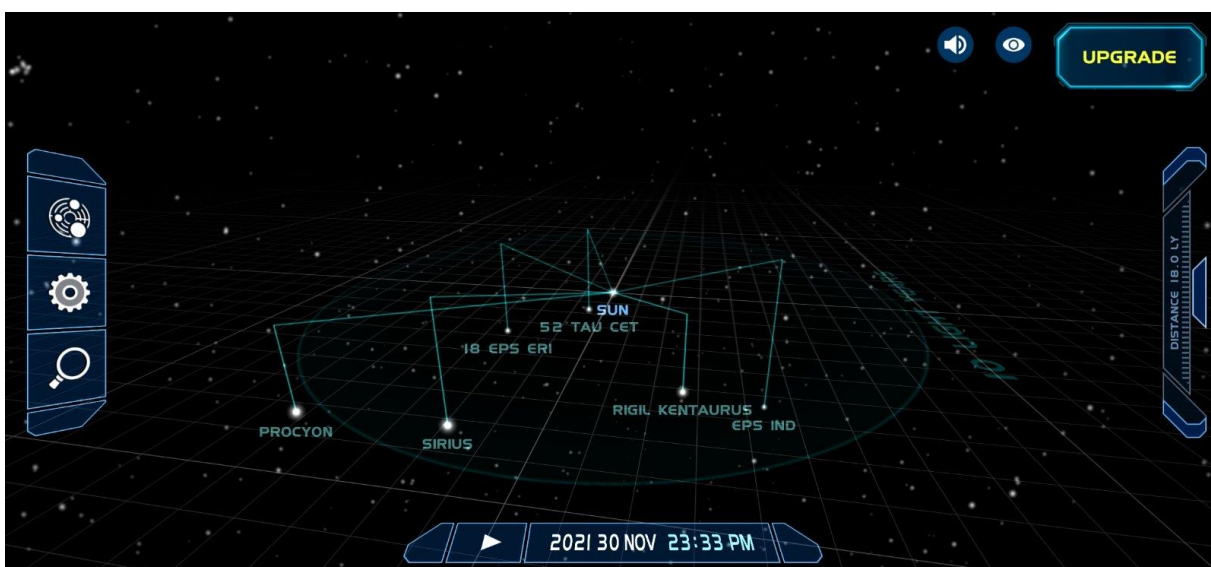 UPGRADE
DISTANCE 18.0 LY
SUN
52 TAU CET
18 EPS ERI
RIGIL KENTAURUS
EPS IND
PROCYON
SIRIUS
2021 30 NOV 23:33 PM